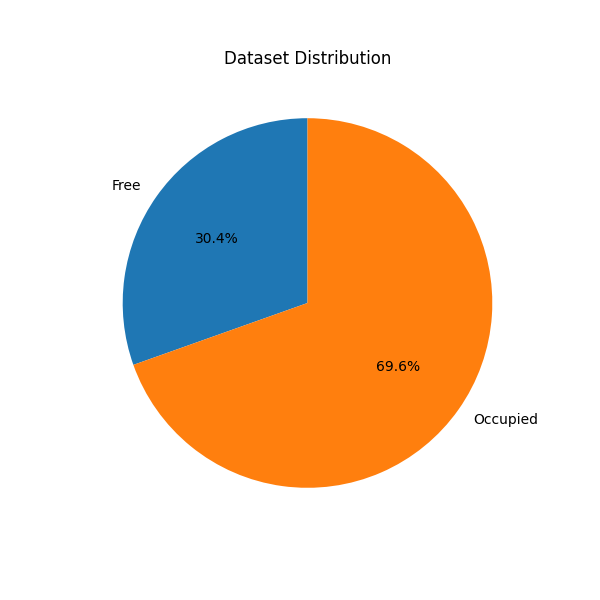 Dataset Distribution
Free
30.4%
69.6%
Occupied